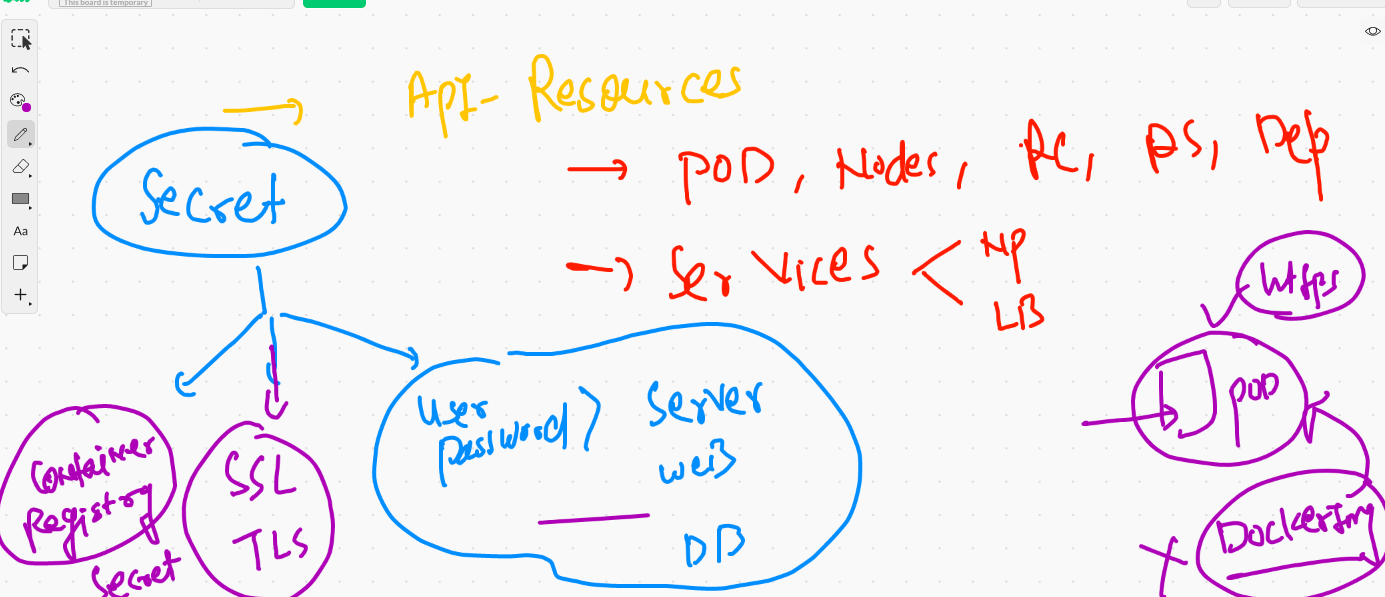 This board is temporary
API- Resources
→ POD, Nodes, RC, RS, Dep
Secret
→ Services < NP
LB
https
User
password
Server
web
DB
POD
Container
Registry
Secret
SSL
TLS
DockerImg
Aa